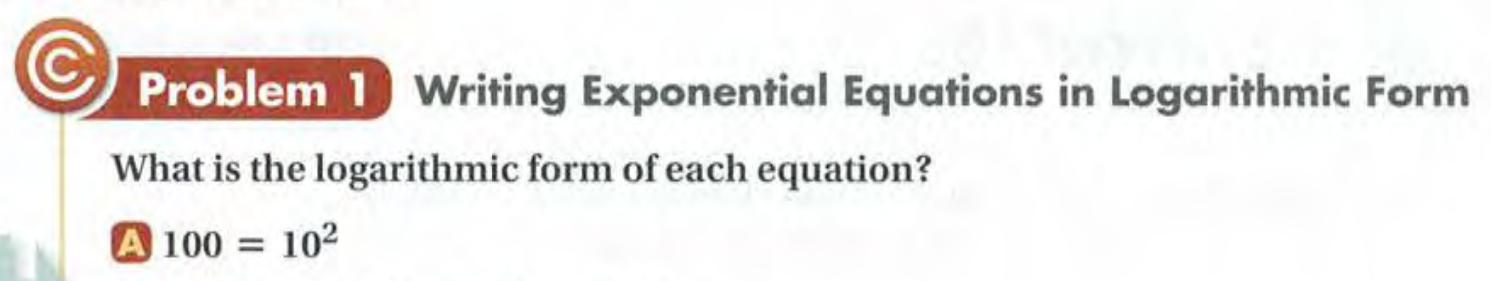 © Problem 1 Writing Exponential Equations in Logarithmic Form
What is the logarithmic form of each equation?
A 100 = 10²